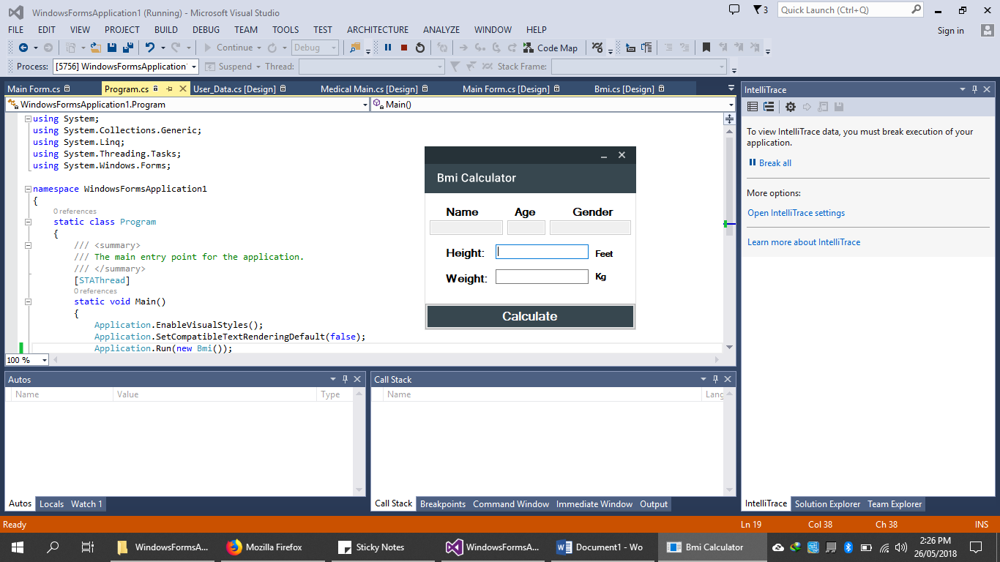 WindowsFormsApplication1 (Running) - Microsoft Visual Studio
3
Quick Launch (Ctrl+Q)
FILE EDIT VIEW PROJECT BUILD DEBUG TEAM TOOLS TEST ARCHITECTURE ANALYZE WINDOW HELP
Sign in
Continue Debug Code Map
Process: [5756] WindowsFormsApplication1 Suspend Thread: Stack Frame:
Main Form.cs Program.cs User_Data.cs [Design] Medical Main.cs [Design] Main Form.cs [Design] Bmi.cs [Design]
WindowsFormsApplication1.Program Main()
using System;
using System.Collections.Generic;
using System.Linq;
using System.Threading.Tasks;
using System.Windows.Forms;
namespace WindowsFormsApplication1
{
0 references
static class Program
{
/// <summary>
/// The main entry point for the application.
/// </summary>
[STAThread]
0 references
static void Main()
{
Application.EnableVisualStyles();
Application.SetCompatibleTextRenderingDefault(false);
Application.Run(new Bmi());
100 %
Bmi Calculator
Name Age Gender
Height: Feet
Weight: Kg
Calculate
IntelliTrace
To view IntelliTrace data, you must break execution of your
application.
Break all
More options:
Open IntelliTrace settings
Learn more about IntelliTrace
Autos
Name Value Type
Call Stack
Name Lang
Autos Locals Watch 1
Call Stack Breakpoints Command Window Immediate Window Output
IntelliTrace Solution Explorer Team Explorer
Ready Ln 19 Col 38 Ch 38 INS
WindowsFormsA... Mozilla Firefox Sticky Notes WindowsFormsA... Document1 - Wo Bmi Calculator
2:26 PM
26/05/2018